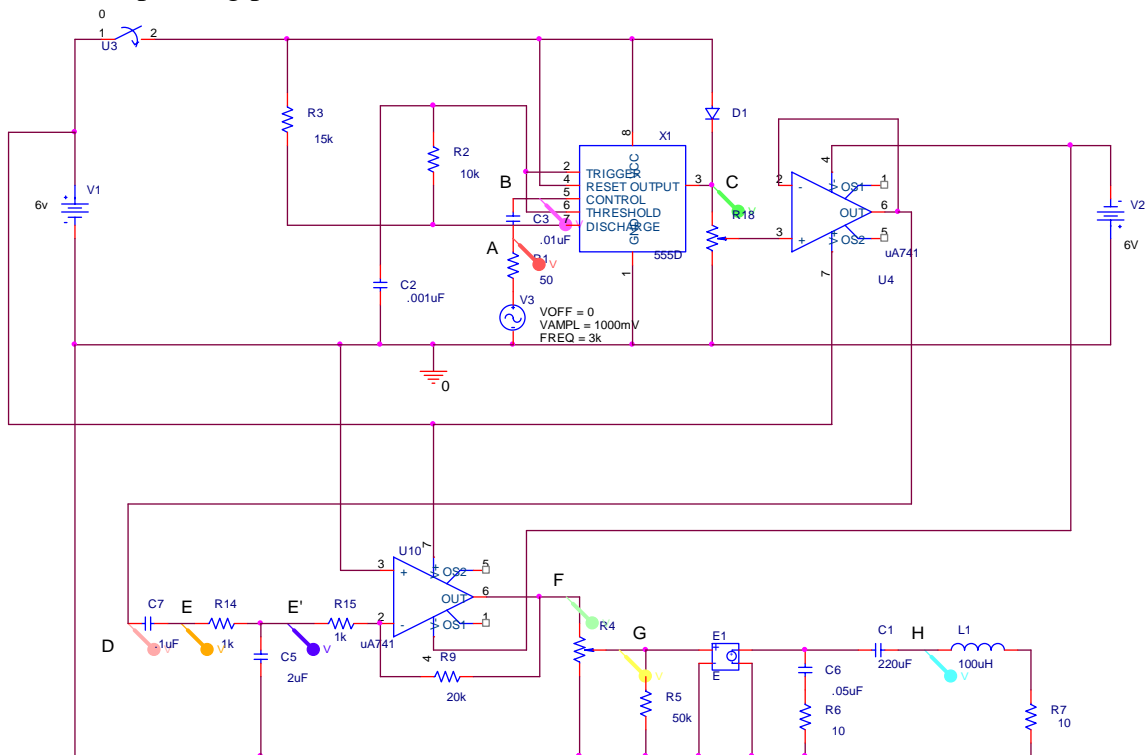 0
1
2
U3
R3
15k
R2
10k
8
X1
D1
VCC
2
TRIGGER
4
RESET OUTPUT
3
5
CONTROL
6
THRESHOLD
7
DISCHARGE
GND
1
555D
B
C3
.01uF
V
A
R1
50
V
C
V
R18
C2
.001uF
V3
VOFF = 0
VAMPL = 1000mV
FREQ = 3k
0
V1
6v
+
-
4
V-
2
-
OS1
1
OUT
6
3
+
OS2
5
V+
uA741
7
U4
V2
6V
-
+
U10
7
3
+
V+
OS2
5
OUT
6
2
-
OS1
1
V-
uA741
4
R9
20k
C7
.1uF
D
V
E
V
R14
1k
E'
V
R15
1k
C5
2uF
F
V
R4
G
V
R5
50k
E1
+
-
E
C6
.05uF
R6
10
C1
220uF
H
V
L1
100uH
R7
10